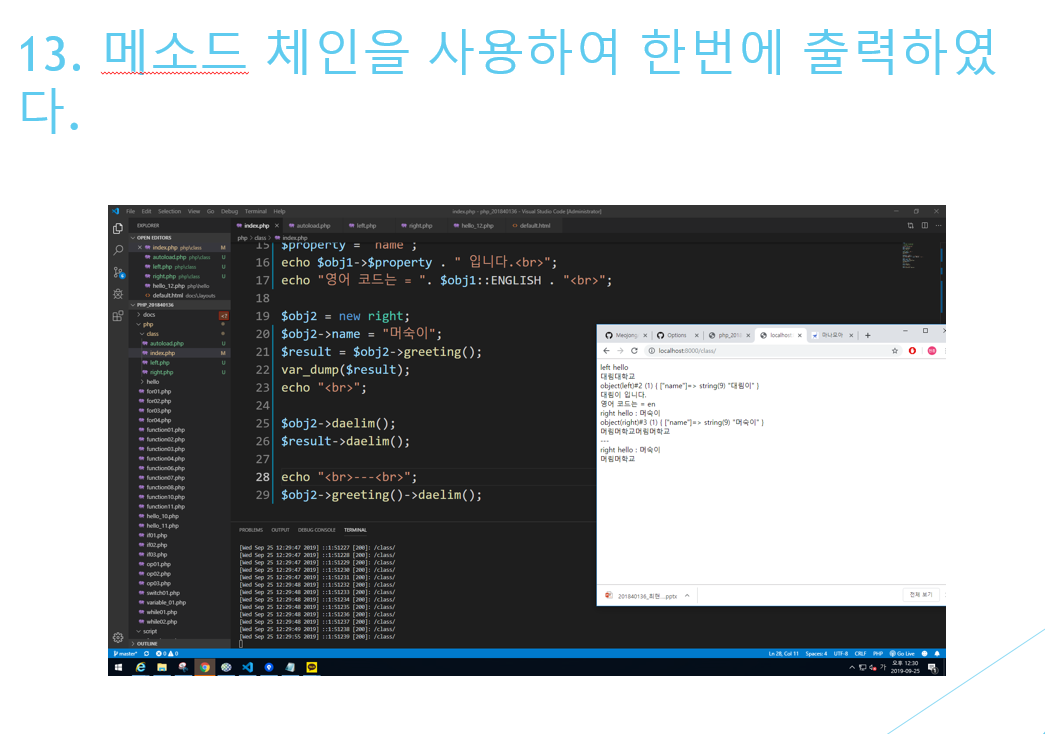 13. 메소드 체인을 사용하여 한번에 출력하였
다.
File Edit Selection View Go Debug Terminal Help
index.php - php_201840136 - Visual Studio Code [Administrator]
EXPLORER
OPEN EDITORS
index.php php\class M
autoload.php php\class U
left.php php\class U
right.php php\class U
hello_12.php php\hello
default.html docs\_layouts
PHP_201840136
docs
php
class
autoload.php U
index.php M
left.php U
right.php U
hello
for01.php
for02.php
for03.php
for04.php
function01.php
function02.php
function03.php
function04.php
function06.php
function07.php
function08.php
function10.php
function11.php
hello_10.php
hello_11.php
if01.php
if02.php
if03.php
op01.php
op02.php
op03.php
switch01.php
variable_01.php
while01.php
while02.php
script
OUTLINE
index.php autoload.php left.php right.php hello_12.php default.html
php > class > index.php
15 $property = "name";
16 echo $obj1->$property . " 입니다.<br>";
17 echo "영어 코드는 = ". $obj1::ENGLISH . "<br>";
18
19 $obj2 = new right;
20 $obj2->name = "머숙이";
21 $result = $obj2->greeting();
22 var_dump($result);
23 echo "<br>";
24
25 $obj2->daelim();
26 $result->daelim();
27
28 echo "<br>---<br>";
29 $obj2->greeting()->daelim();
PROBLEMS OUTPUT DEBUG CONSOLE TERMINAL
[Wed Sep 25 12:29:47 2019] ::1:51227 [200]: /class/
[Wed Sep 25 12:29:47 2019] ::1:51228 [200]: /class/
[Wed Sep 25 12:29:47 2019] ::1:51229 [200]: /class/
[Wed Sep 25 12:29:47 2019] ::1:51230 [200]: /class/
[Wed Sep 25 12:29:47 2019] ::1:51231 [200]: /class/
[Wed Sep 25 12:29:48 2019] ::1:51232 [200]: /class/
[Wed Sep 25 12:29:48 2019] ::1:51233 [200]: /class/
[Wed Sep 25 12:29:48 2019] ::1:51234 [200]: /class/
[Wed Sep 25 12:29:48 2019] ::1:51235 [200]: /class/
[Wed Sep 25 12:29:48 2019] ::1:51236 [200]: /class/
[Wed Sep 25 12:29:48 2019] ::1:51237 [200]: /class/
[Wed Sep 25 12:29:49 2019] ::1:51238 [200]: /class/
[Wed Sep 25 12:29:55 2019] ::1:51239 [200]: /class/
Meojong Options php_201 localhost
localhost:8000/class/
left hello
대림대학교
object(left)#2 (1) { ["name"]=> string(9) "대림이" }
대림이 입니다.
영어 코드는 = en
right hello : 머숙이
object(right)#3 (1) { ["name"]=> string(9) "머숙이" }
머림머학교머림머학교
---
right hello : 머숙이
머림머학교
201840136_최현....pptx
전체 보기
master* 0 0
Ln 28, Col 11 Spaces: 4 UTF-8 CRLF PHP Go Live
가 오후 12:30
2019-09-25